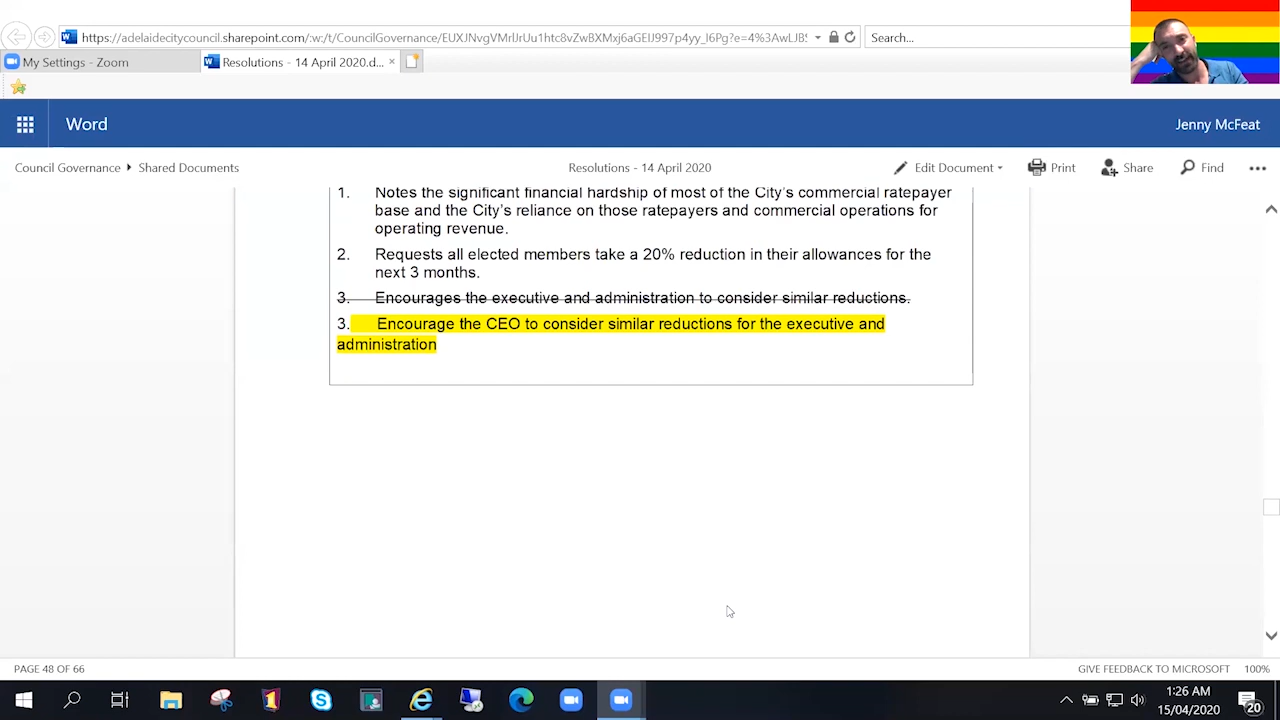 https://adelaidecitycouncil.sharepoint.com/:w:/t/CouncilGovernance/
Search...
My Settings - Zoom
Resolutions - 14 April 2020.d...
Word
Jenny McFeat
Council Governance
Shared Documents
Resolutions - 14 April 2020
Edit Document
Print
Share
Find
1. Notes the significant financial hardship of most of the City's commercial ratepayer
base and the City's reliance on those ratepayers and commercial operations for
operating revenue.
2. Requests all elected members take a 20% reduction in their allowances for the
next 3 months.
3. Encourages the executive and administration to consider similar reductions.
3. Encourage the CEO to consider similar reductions for the executive and
administration
PAGE 48 OF 66
GIVE FEEDBACK TO MICROSOFT
100%
1:26 AM
15/04/2020
20